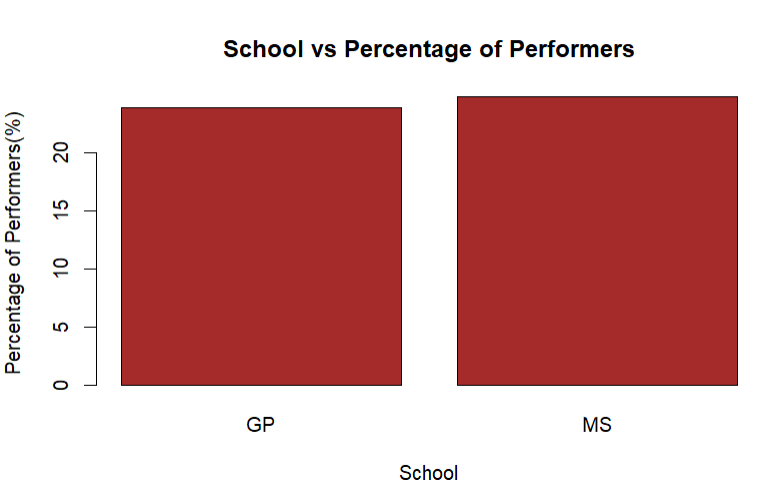 School vs Percentage of Performers
Percentage of Performers(%)
20
15
10
5
0
GP MS
School